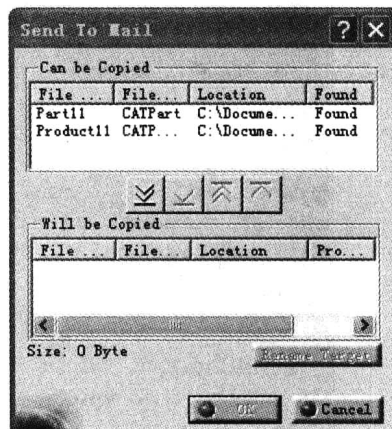 Send To Mail
Can be Copied
File ... File... Location Found
Part11 CATPart C:\Docume... Found
Product11 CATP... C:\Docume... Found
Will be Copied
File ... File... Location Pro...
Size: 0 Byte
Rename Target
OK Cancel